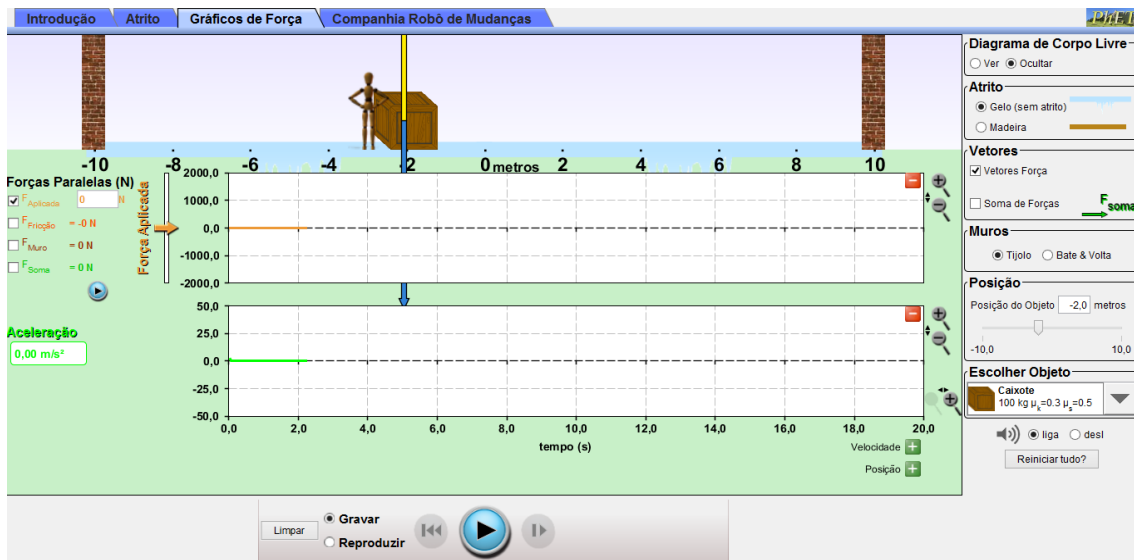 Introdução Atrito Gráficos de Força Companhia Robô de Mudanças
PhET
Diagrama de Corpo Livre
Ver Ocultar
Atrito
Gelo (sem atrito)
Madeira
Vetores
Vetores Força
Soma de Forças Fsoma
Muros
Tijolo Bate & Volta
Posição
Posição do Objeto -2,0 metros
-10,0 10,0
Escolher Objeto
Caixote
100 kg μk=0.3 μs=0.5
liga desl
Reiniciar tudo?
-10 -8 -6 -4 -2 0 metros 2 4 6 8 10
Forças Paralelas (N)
FAplicada 0 N
FFricção = -0 N
FMuro = 0 N
FSoma = 0 N
Força Aplicada
2000,0
1000,0
0,0
-1000,0
-2000,0
Aceleração
0,00 m/s²
50,0
25,0
0,0
-25,0
-50,0
0,0 2,0 4,0 6,0 8,0 10,0 12,0 14,0 16,0 18,0 20,0
tempo (s)
Velocidade
Posição
Limpar
Gravar
Reproduzir